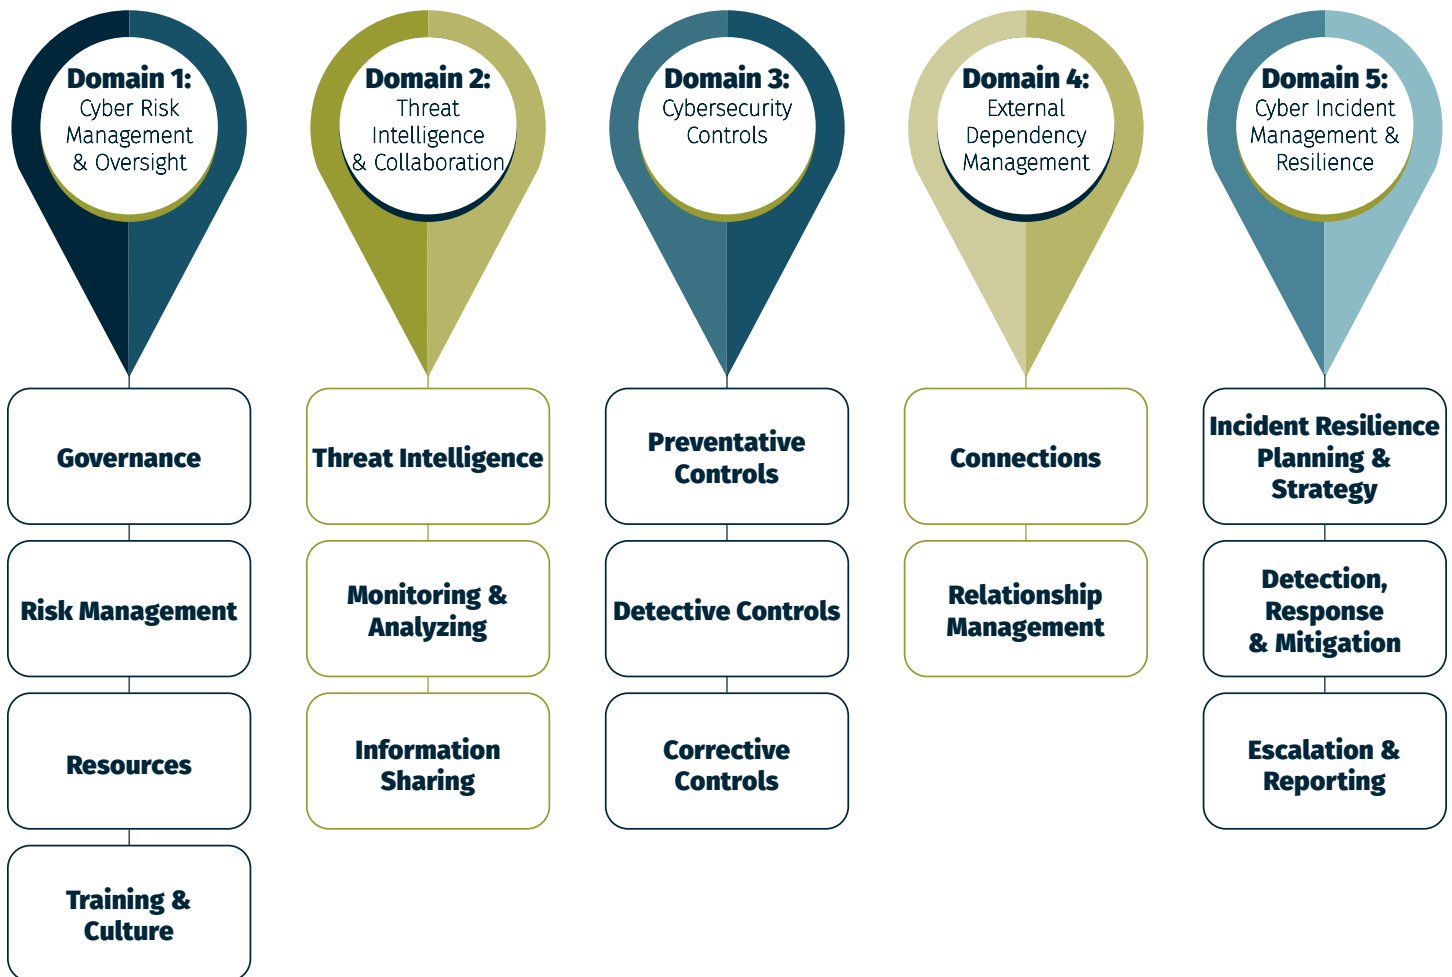 Domain 1:
Cyber Risk
Management
& Oversight
Domain 2:
Threat
Intelligence
& Collaboration
Domain 3:
Cybersecurity
Controls
Domain 4:
External
Dependency
Management
Domain 5:
Cyber Incident
Management &
Resilience
Governance
Risk Management
Resources
Training &
Culture
Threat Intelligence
Monitoring &
Analyzing
Information
Sharing
Preventative
Controls
Detective Controls
Corrective
Controls
Connections
Relationship
Management
Incident Resilience
Planning &
Strategy
Detection,
Response
& Mitigation
Escalation &
Reporting